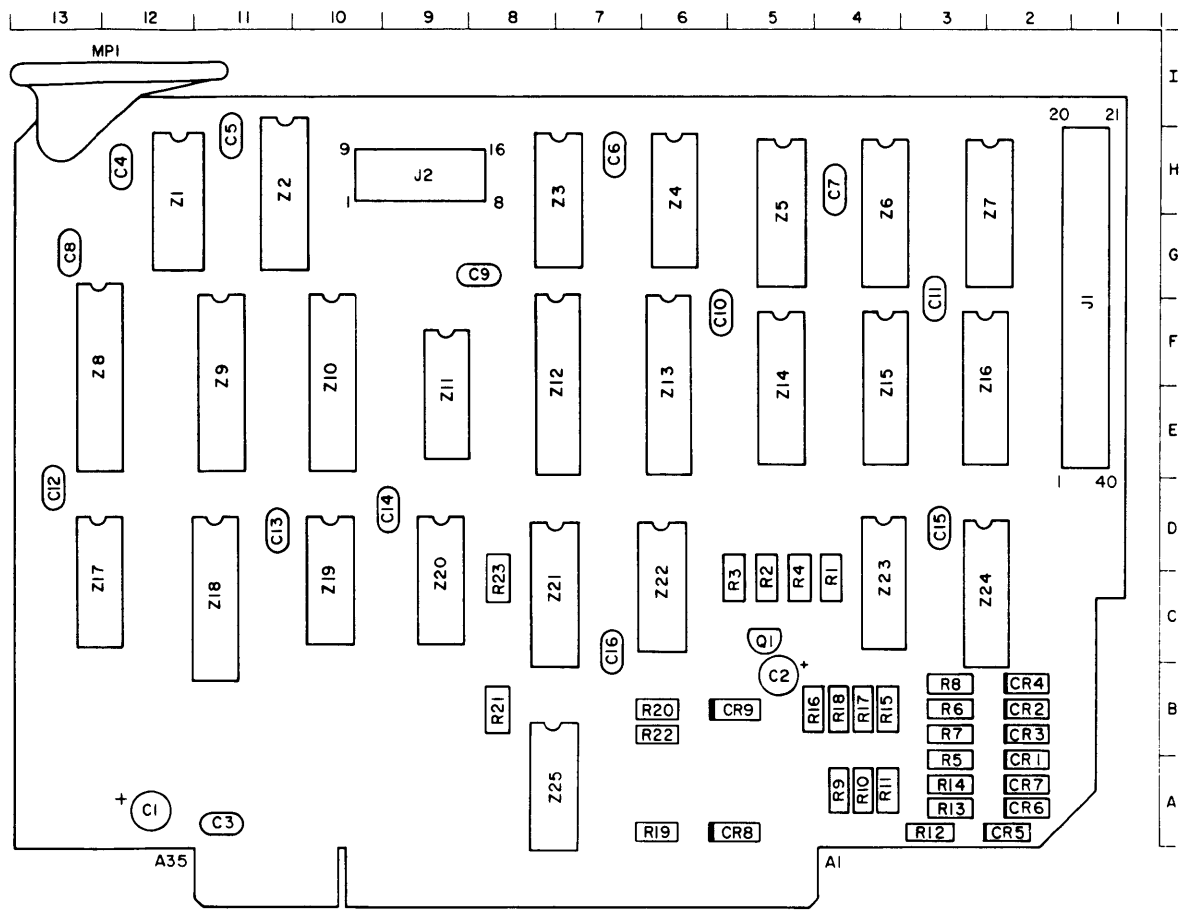 13 12 11 10 9 8 7 6 5 4 3 2 1
MP1
I
20 21
C4 C5 C6 C7
9 16
J2
1 8
H
Z1 Z2 Z3 Z4 Z5 Z6 Z7
C8 C9 C10 C11
G
J1
Z8 Z9 Z10 Z11 Z12 Z13 Z14 Z15 Z16
F
E
1 40
C12 C13 C14 C15
D
Z17 Z18 Z19 Z20 R23 Z21 Z22 R3 R2 R4 R1 Z23 Z24
C
C16 Q1
C2 +
R8 CR4
R21 R20 CR9 R16 R18 R17 R15 R6 CR2
B
R22 R7 CR3
R5 CR1
Z25 R9 R10 R11 R14 CR7
A
+ C1 C3 R13 CR6
R19 CR8 R12 CR5
A35 A1